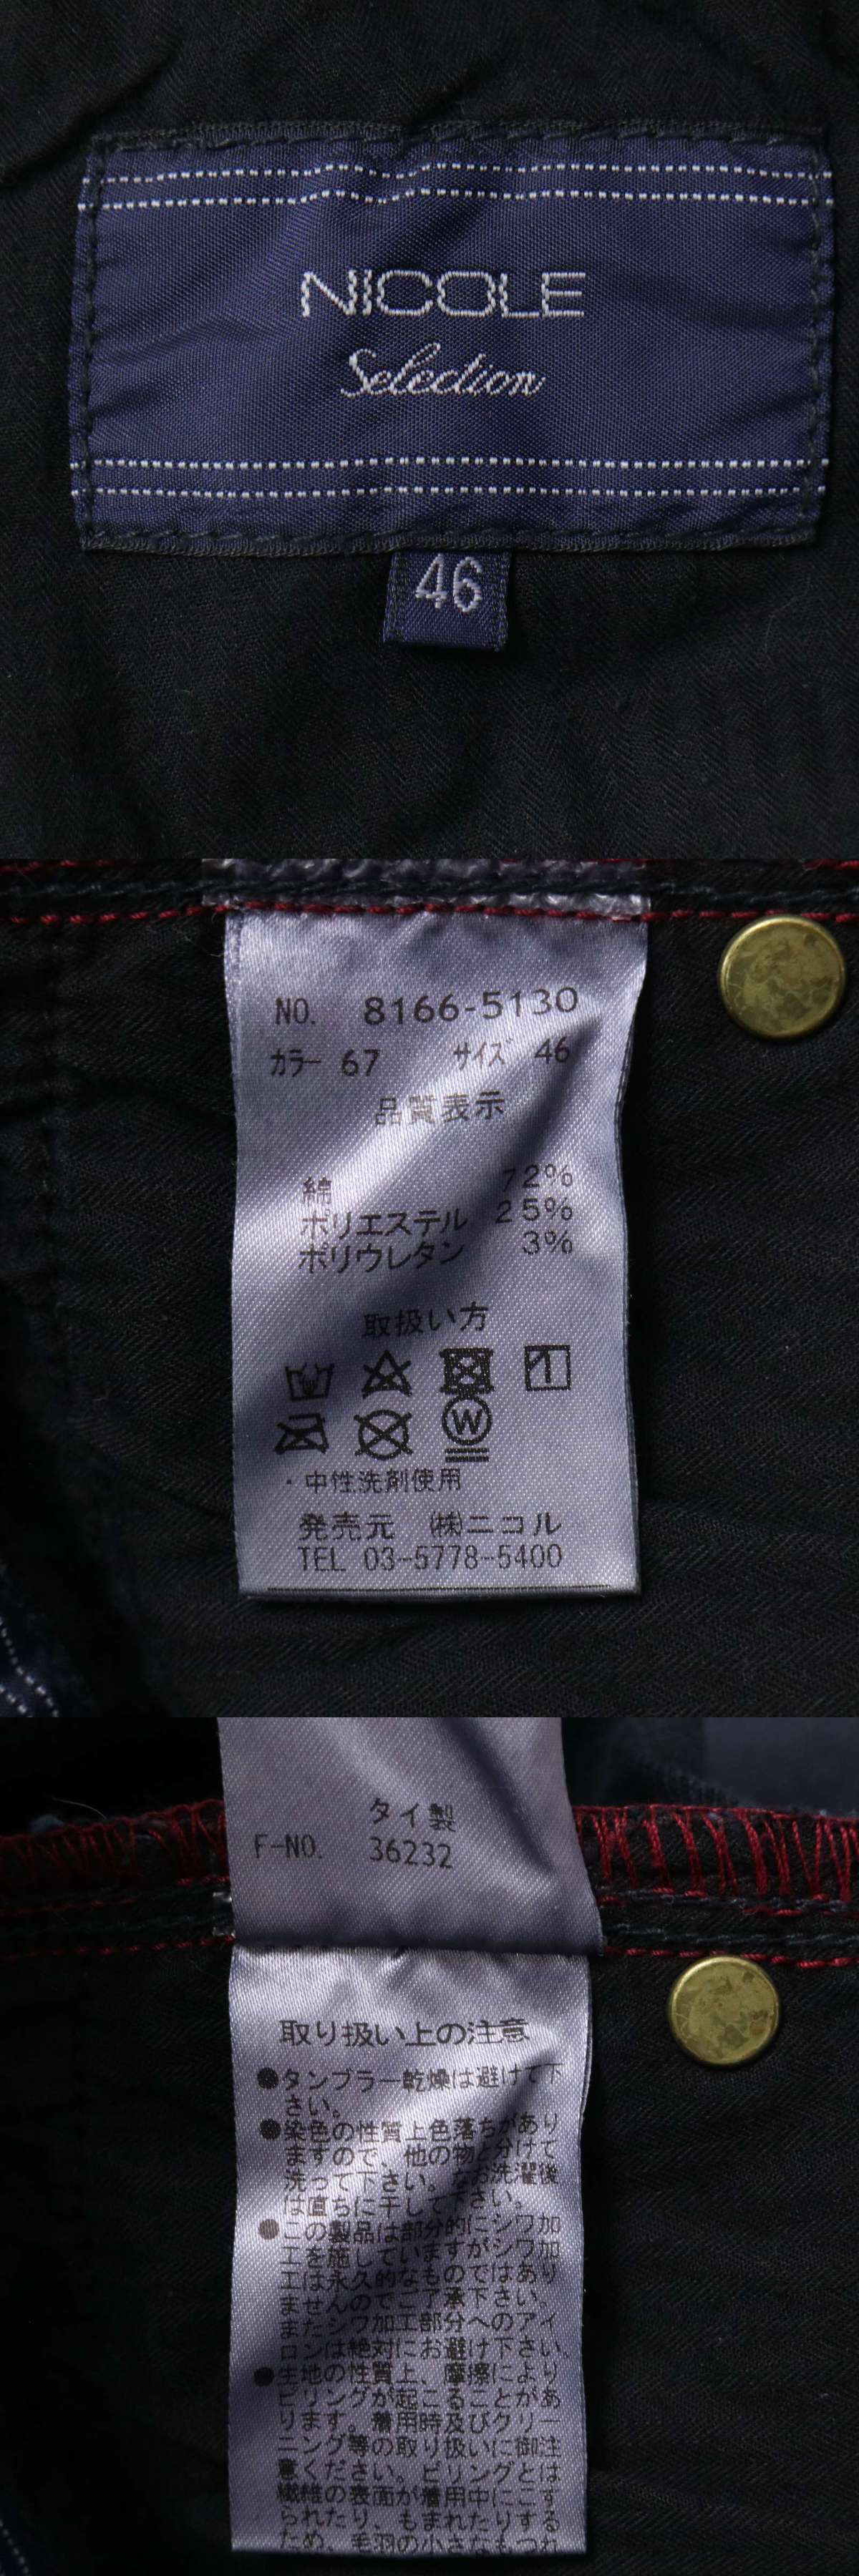 NICOLE
Selection
46
NO. 8166-5130
カラー 67 サイズ 46
品質表示
綿 72%
ポリエステル 25%
ポリウレタン 3%
取扱い方
W
・中性洗剤使用
発売元 (株)ニコル
TEL 03-5778-5400
タイ製
F-NO. 36232
取り扱い上の注意
●タンブラー乾燥は避けて下
さい。
●染色の性質上色落ちがあり
ますので、他の物と分けて
洗って下さい。なお洗濯後
は直ちに干して下さい。
●この製品は部分的にシワ加
工を施していますがシワ加
工は永久的なものではあり
ませんのでご了承下さい。
またシワ加工部分へのアイ
ロンは絶対にお避け下さい。
●生地の性質上、摩擦により
ピリングが起こることがあ
ります。着用時及びクリー
ニング等の取り扱いに御注
意ください。ピリングとは
繊維の表面が着用中にこす
られたり、もまれたりする
ため、毛羽の小さなもつれ